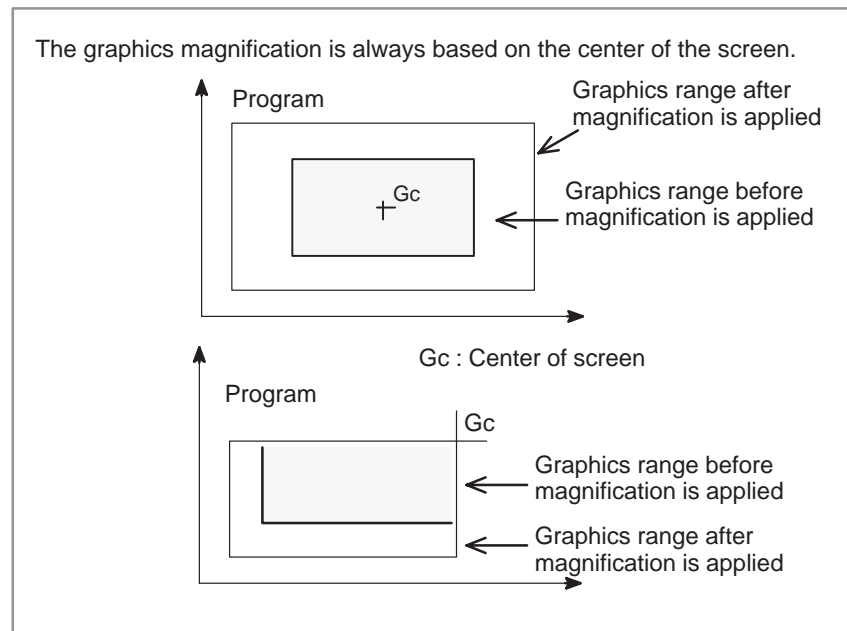 The graphics magnification is always based on the center of the screen.
Program
Graphics range after
magnification is applied
Gc
Graphics range before
magnification is applied
Gc : Center of screen
Program
Gc
Graphics range before
magnification is applied
Graphics range after
magnification is applied